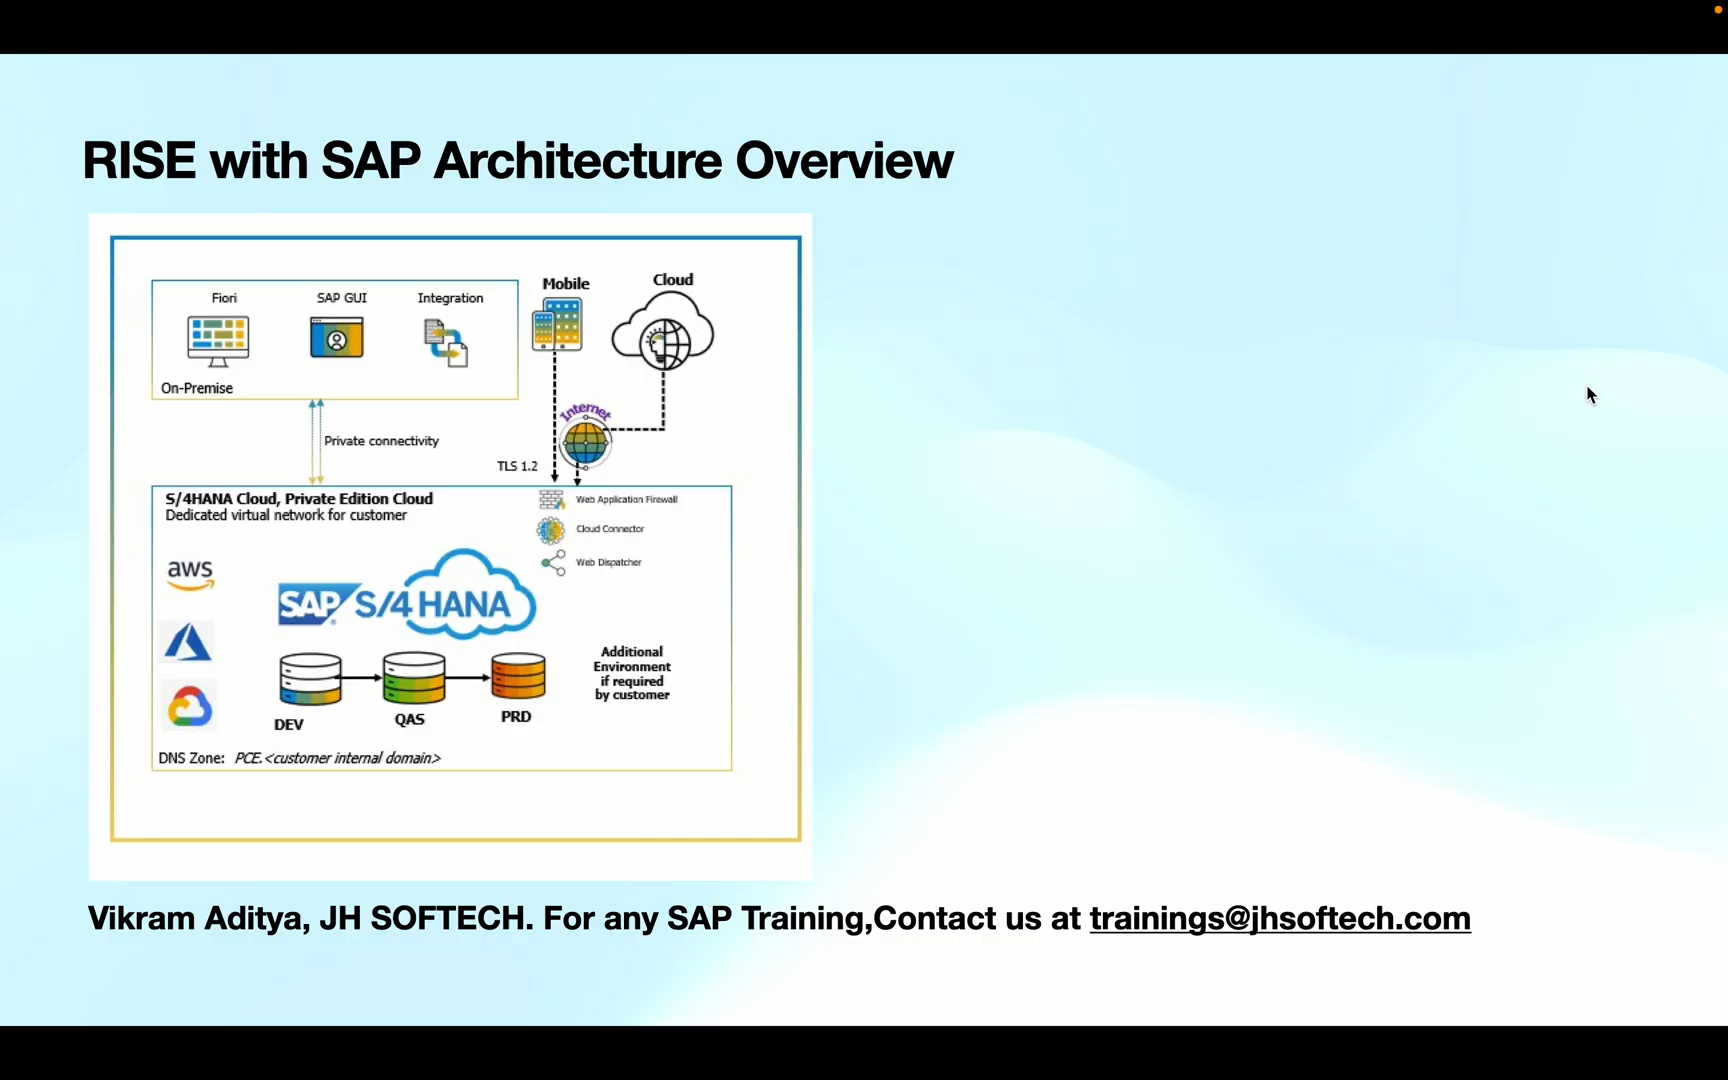 RISE with SAP Architecture Overview
Fiori
SAP GUI
Integration
Mobile
Cloud
On-Premise
Private connectivity
Internet
TLS 1.2
S/4HANA Cloud, Private Edition Cloud
Dedicated virtual network for customer
Web Application Firewall
Cloud Connector
Web Dispatcher
aws
SAP S/4 HANA
Additional
Environment
if required
by customer
DEV
QAS
PRD
DNS Zone: PCE.<customer internal domain>
Vikram Aditya, JH SOFTECH. For any SAP Training,Contact us at trainings@jhsoftech.com